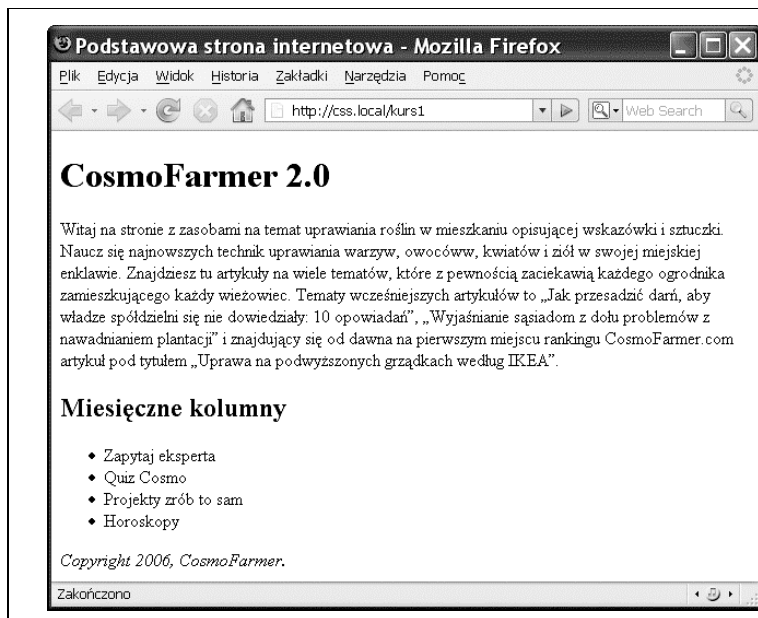 Podstawowa strona internetowa - Mozilla Firefox
Plik Edycja Widok Historia Zakładki Narzędzia Pomoc
http://css.local/kurs1 Web Search
CosmoFarmer 2.0
Witaj na stronie z zasobami na temat uprawiania roślin w mieszkaniu opisującej wskazówki i sztuczki.
Naucz się najnowszych technik uprawiania warzyw, owocóww, kwiatów i ziół w swojej miejskiej
enklawie. Znajdziesz tu artykuły na wiele tematów, które z pewnością zaciekawią każdego ogrodnika
zamieszkującego każdy wieżowiec. Tematy wcześniejszych artykułów to „Jak przesadzić darń, aby
władze spółdzielni się nie dowiedziały: 10 opowiadań”, „Wyjaśnianie sąsiadom z dołu problemów z
nawadnianiem plantacji” i znajdujący się od dawna na pierwszym miejscu rankingu CosmoFarmer.com
artykuł pod tytułem „Uprawa na podwyższonych grządkach według IKEA”.
Miesięczne kolumny
• Zapytaj eksperta
• Quiz Cosmo
• Projekty zrób to sam
• Horoskopy
Copyright 2006, CosmoFarmer.
Zakończono